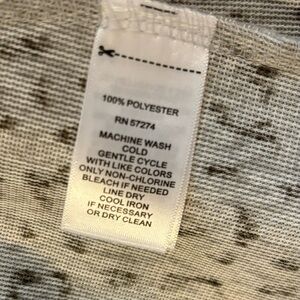 100% POLYESTER
RN 57274
MACHINE WASH
COLD
GENTLE CYCLE
WITH LIKE COLORS
ONLY NON-CHLORINE
BLEACH IF NEEDED
LINE DRY
COOL IRON
IF NECESSARY
OR DRY CLEAN